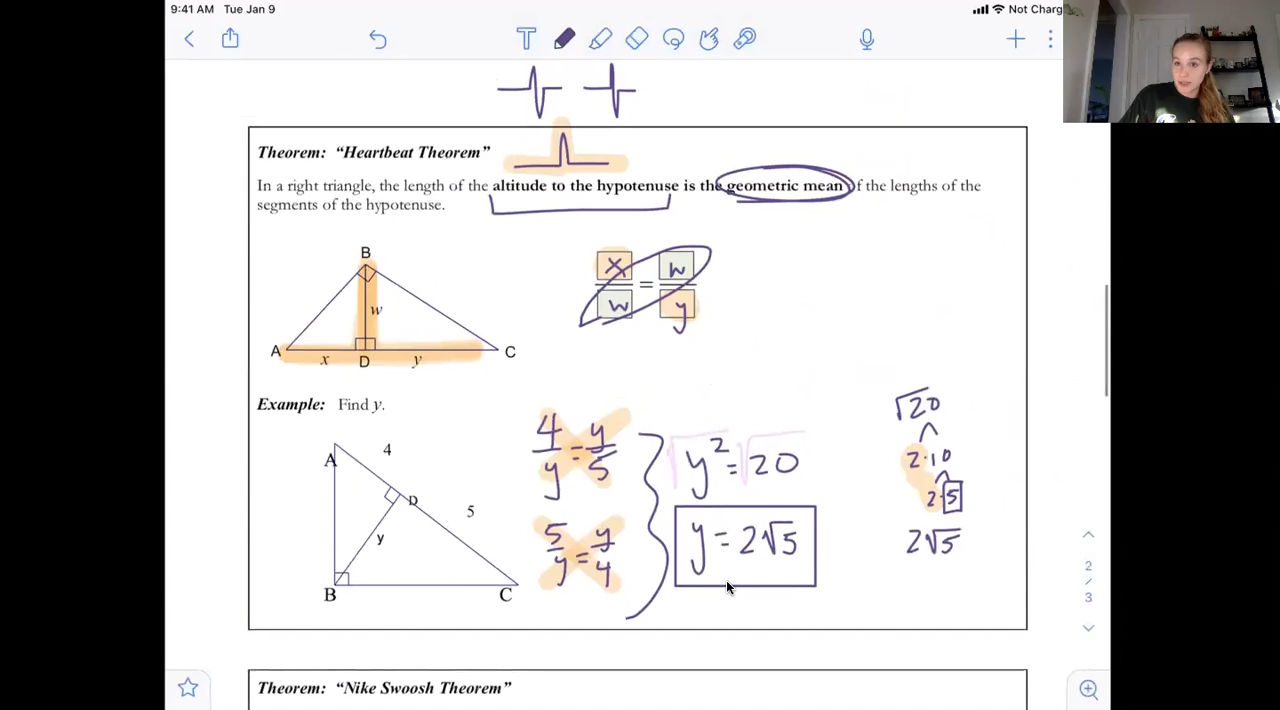 9:41 AM Tue Jan 9
Not Charg
Theorem: “Heartbeat Theorem”
In a right triangle, the length of the altitude to the hypotenuse is the geometric mean of the lengths of the
segments of the hypotenuse.
B
x/w = w/y
w
A
x
D
y
C
Example: Find y.
4/y = y/5
√20
2·10
2·5
2√5
y² = 20
y = 2√5
5/y = y/4
A
4
D
5
y
B
C
2
/
3
Theorem: “Nike Swoosh Theorem”